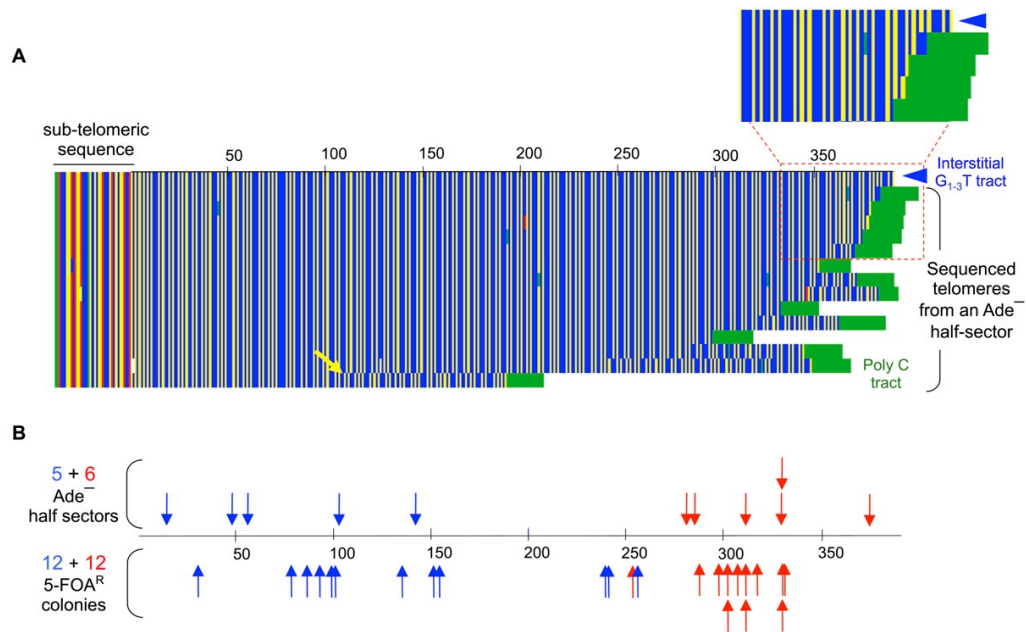 A
sub-telomeric
sequence
50 100 150 200 250 300 350
Interstitial
G1-3T tract
Sequenced
telomeres
from an Ade–
half-sector
Poly C
tract
B
5 + 6
Ade–
half sectors
50 100 150 200 250 300 350
12 + 12
5-FOAR
colonies